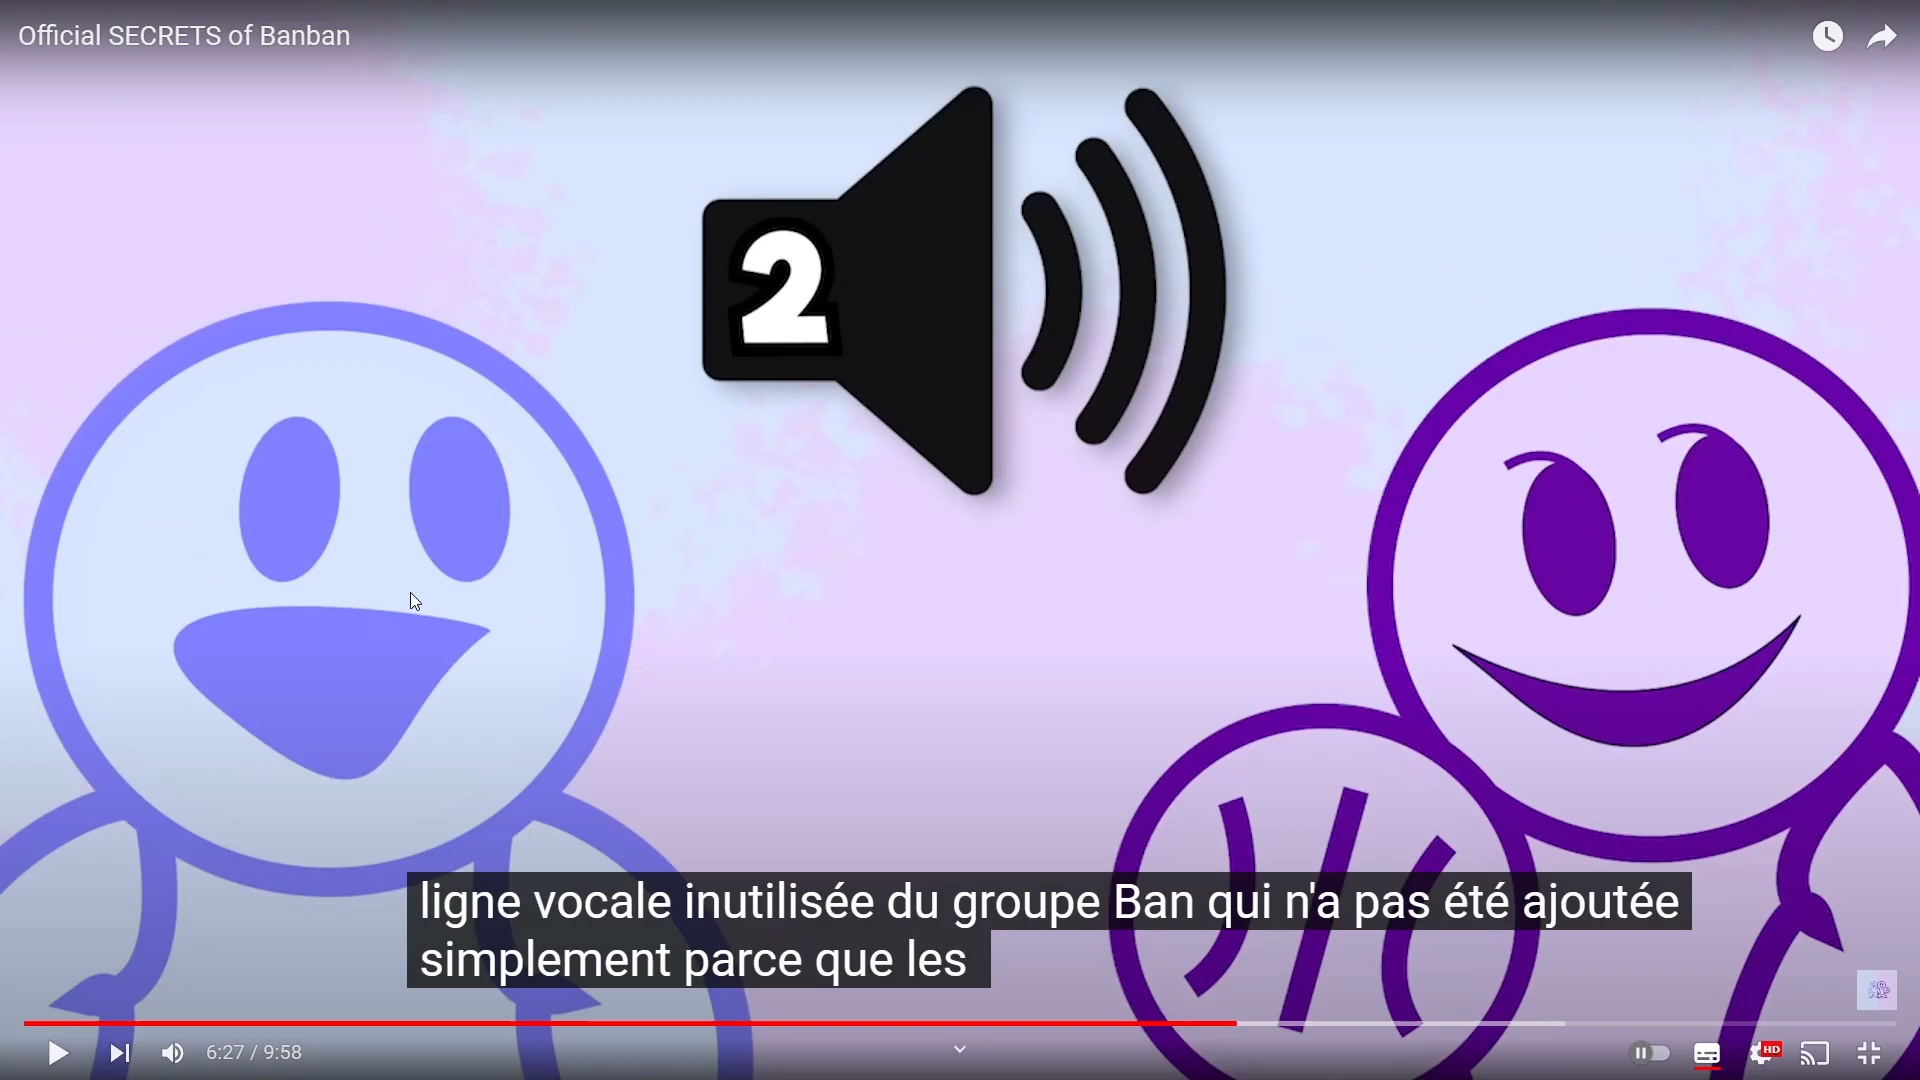 Official SECRETS of Banban
2
ligne vocale inutilisée du groupe Ban qui n'a pas été ajoutée
simplement parce que les
6:27 / 9:58
HD